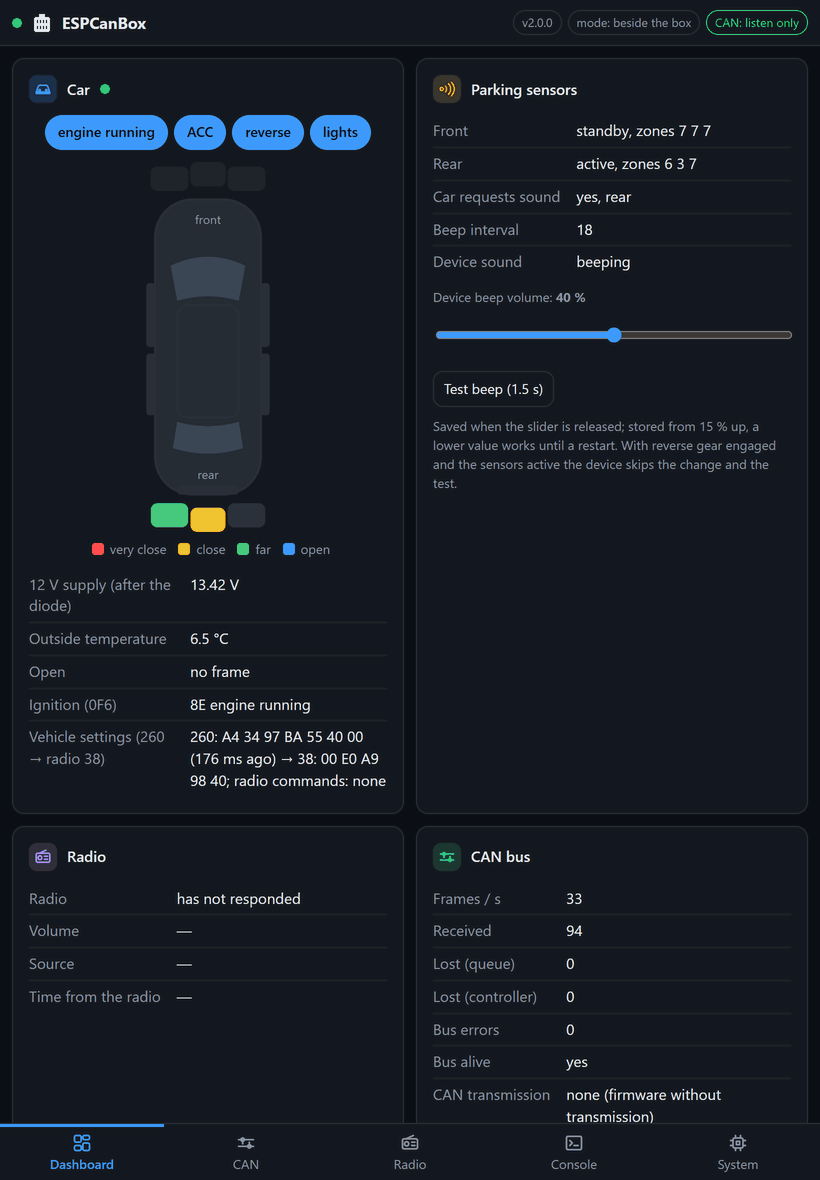 ESPCanBox
v2.0.0
mode: beside the box
CAN: listen only
Car
engine running
ACC
reverse
lights
front
rear
very close
close
far
open
12 V supply (after the
diode)
13.42 V
Outside temperature
6.5 °C
Open
no frame
Ignition (0F6)
8E engine running
Vehicle settings (260
→ radio 38)
260: A4 34 97 BA 55 40 00
(176 ms ago) → 38: 00 E0 A9
98 40; radio commands: none
Parking sensors
Front
standby, zones 7 7 7
Rear
active, zones 6 3 7
Car requests sound
yes, rear
Beep interval
18
Device sound
beeping
Device beep volume: 40 %
Test beep (1.5 s)
Saved when the slider is released; stored from 15 % up, a
lower value works until a restart. With reverse gear engaged
and the sensors active the device skips the change and the
test.
Radio
Radio
has not responded
Volume
—
Source
—
Time from the radio
—
CAN bus
Frames / s
33
Received
94
Lost (queue)
0
Lost (controller)
0
Bus errors
0
Bus alive
yes
CAN transmission
none (firmware without
transmission)
Dashboard
CAN
Radio
Console
System